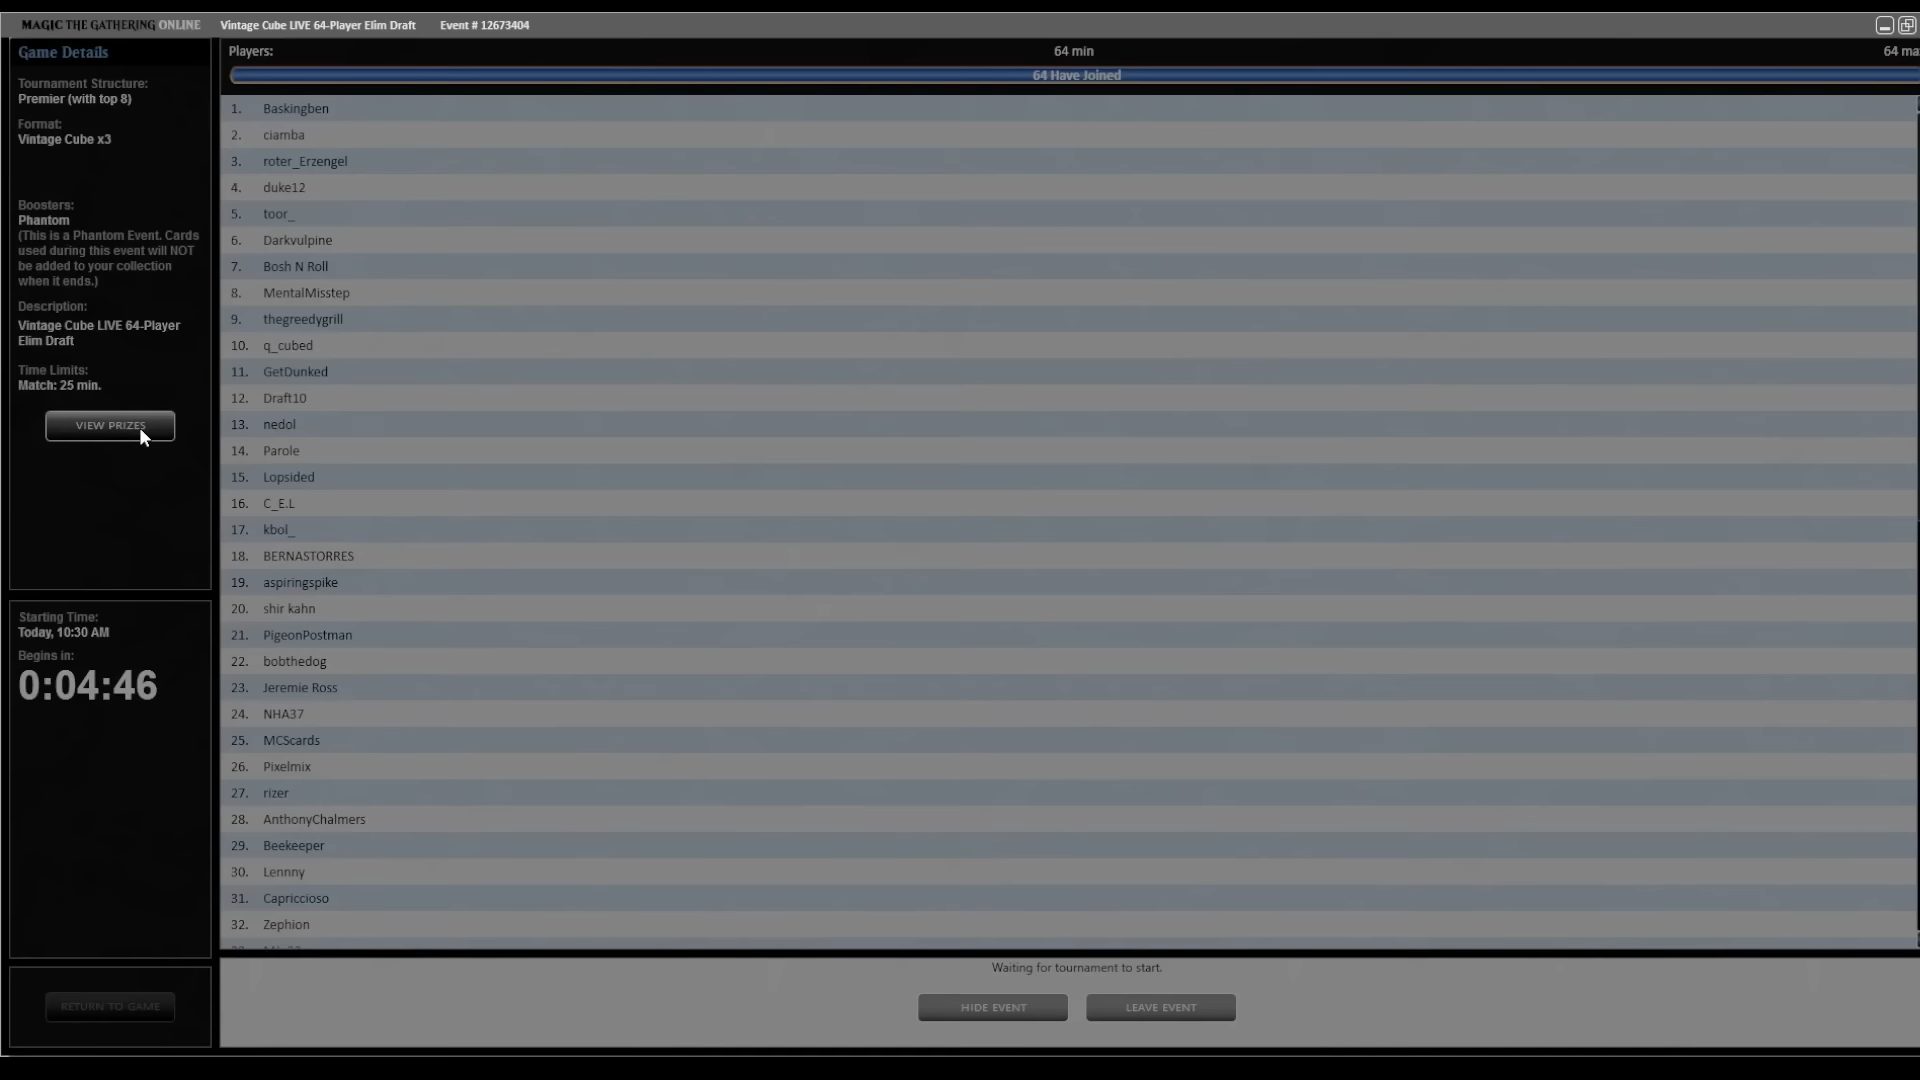 MAGIC THE GATHERING ONLINE Vintage Cube LIVE 64-Player Elim Draft Event # 12673404
Game Details
Tournament Structure:
Premier (with top 8)
Format:
Vintage Cube x3
Boosters:
Phantom
(This is a Phantom Event. Cards
used during this event will NOT
be added to your collection
when it ends.)
Description:
Vintage Cube LIVE 64-Player
Elim Draft
Time Limits:
Match: 25 min.
VIEW PRIZES
Starting Time:
Today, 10:30 AM
Begins in:
0:04:46
RETURN TO GAME
Players: 64 min 64 ma
64 Have Joined
1. Baskingben
2. ciamba
3. roter_Erzengel
4. duke12
5. toor_
6. Darkvulpine
7. Bosh N Roll
8. MentalMisstep
9. thegreedygrill
10. q_cubed
11. GetDunked
12. Draft10
13. nedol
14. Parole
15. Lopsided
16. C_E.L
17. kbol_
18. BERNASTORRES
19. aspiringspike
20. shir kahn
21. PigeonPostman
22. bobthedog
23. Jeremie Ross
24. NHA37
25. MCScards
26. Pixelmix
27. rizer
28. AnthonyChalmers
29. Beekeeper
30. Lennny
31. Capriccioso
32. Zephion
Waiting for tournament to start.
HIDE EVENT LEAVE EVENT